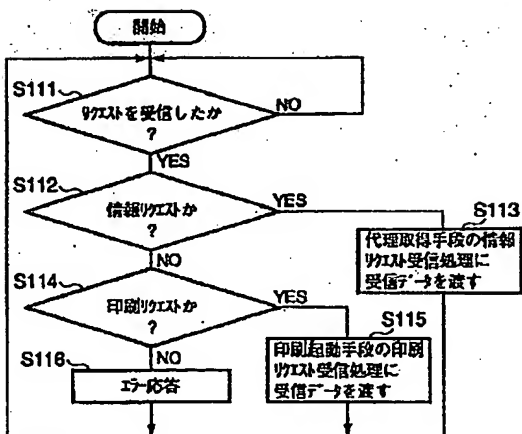 開始
S111
リクエストを受信したか
?
NO
YES
S112
情報リクエストか
?
YES
NO
S113
代理取得手段の情報
リクエスト受信処理に
受信データを渡す
S114
印刷リクエストか
?
YES
NO
S115
印刷起動手段の印刷
リクエスト受信処理に
受信データを渡す
S116
エラー応答